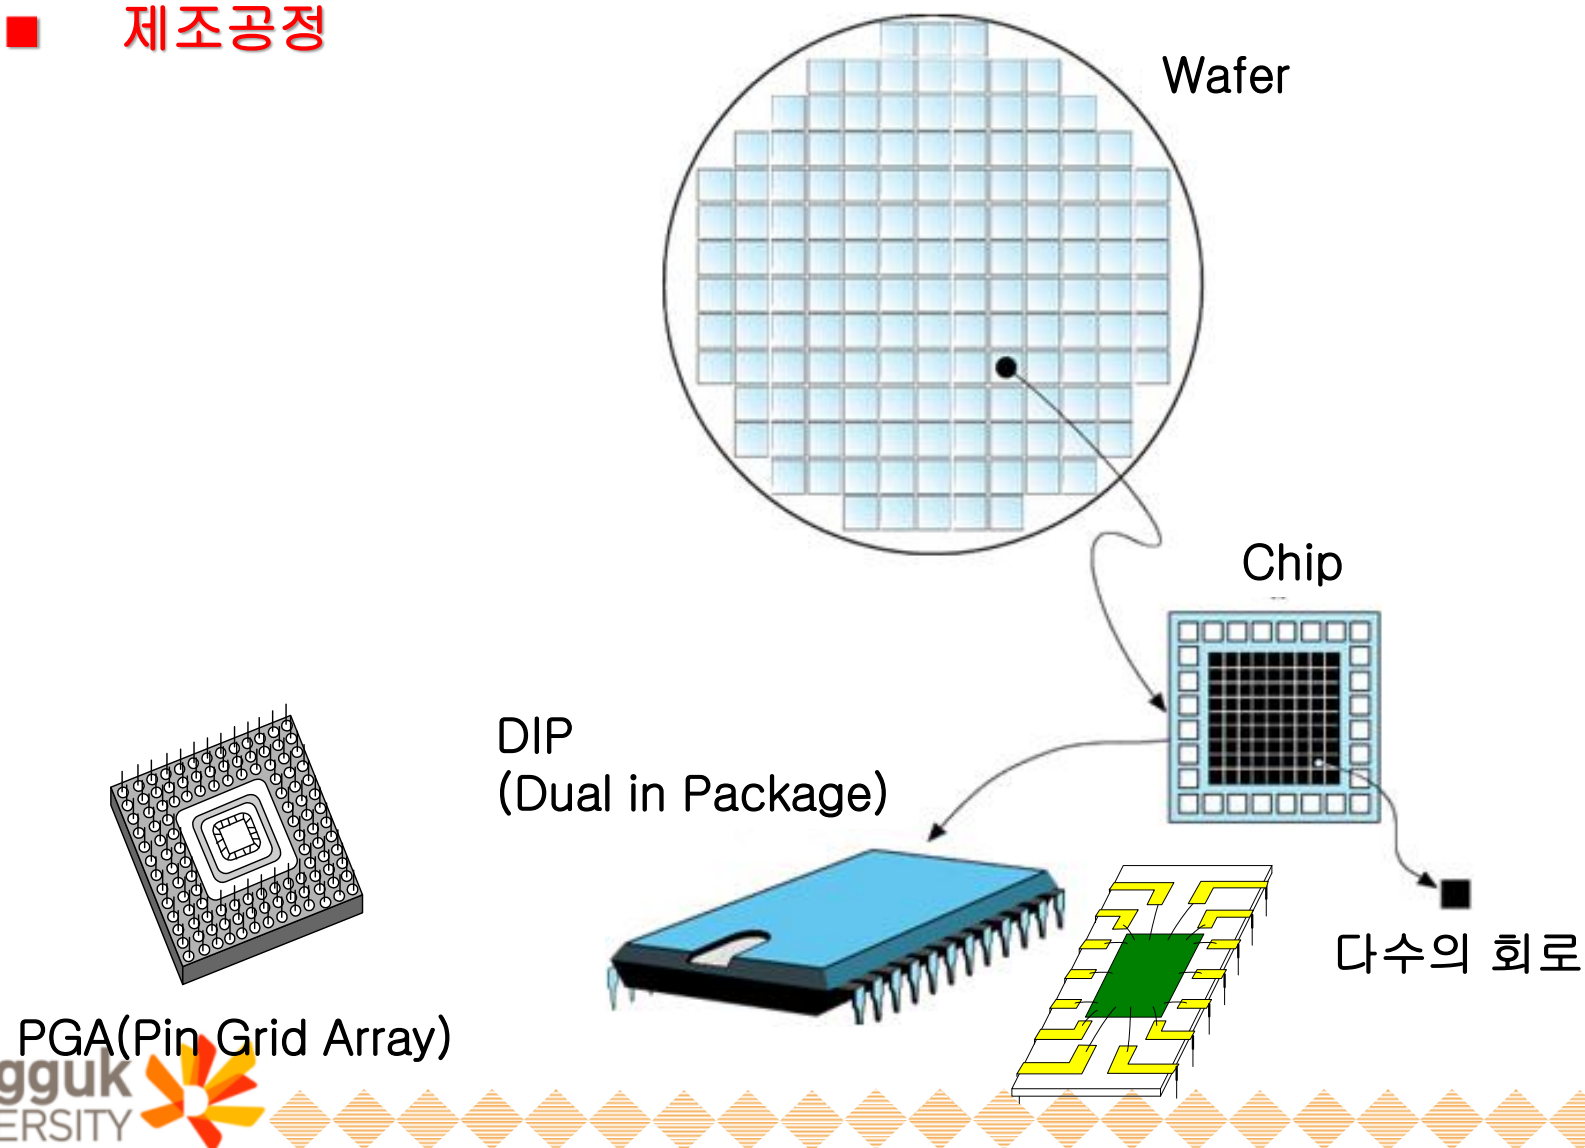 ■ 제조공정
Wafer
Chip
DIP
(Dual in Package)
다수의 회로
PGA(Pin Grid Array)
gguk
ERSITY